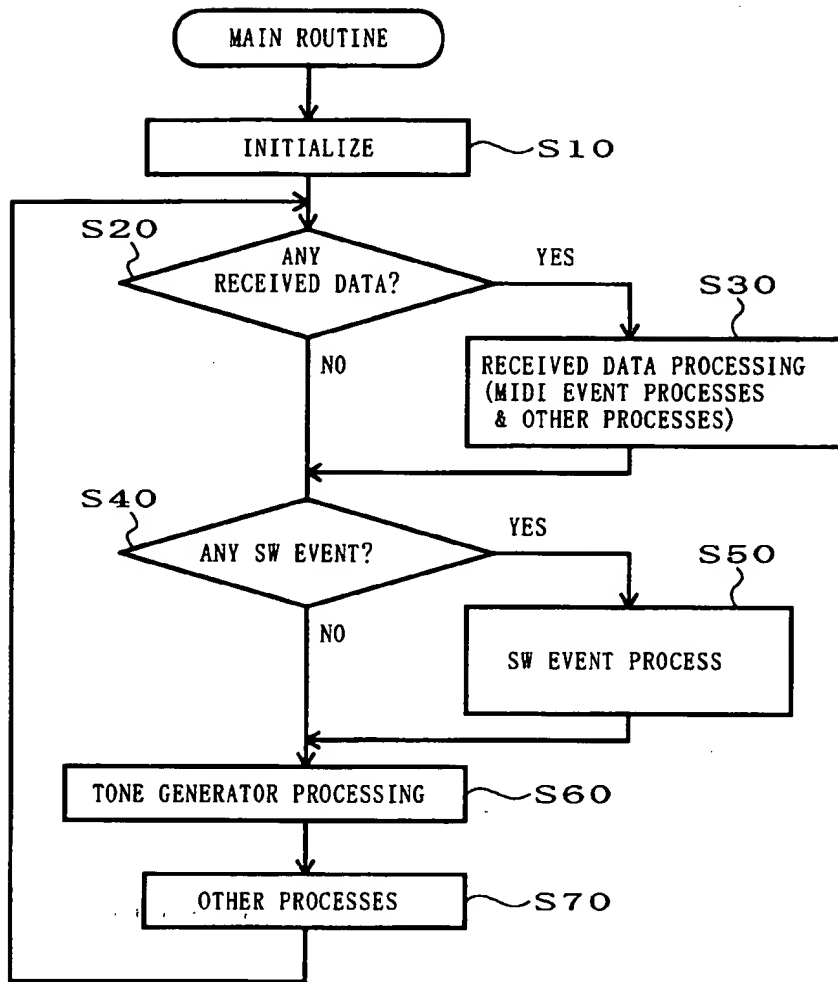 MAIN ROUTINE
INITIALIZE
S10
S20
ANY
RECEIVED DATA?
YES
S30
NO
RECEIVED DATA PROCESSING
(MIDI EVENT PROCESSES
& OTHER PROCESSES)
S40
ANY SW EVENT?
YES
S50
NO
SW EVENT PROCESS
TONE GENERATOR PROCESSING
S60
OTHER PROCESSES
S70